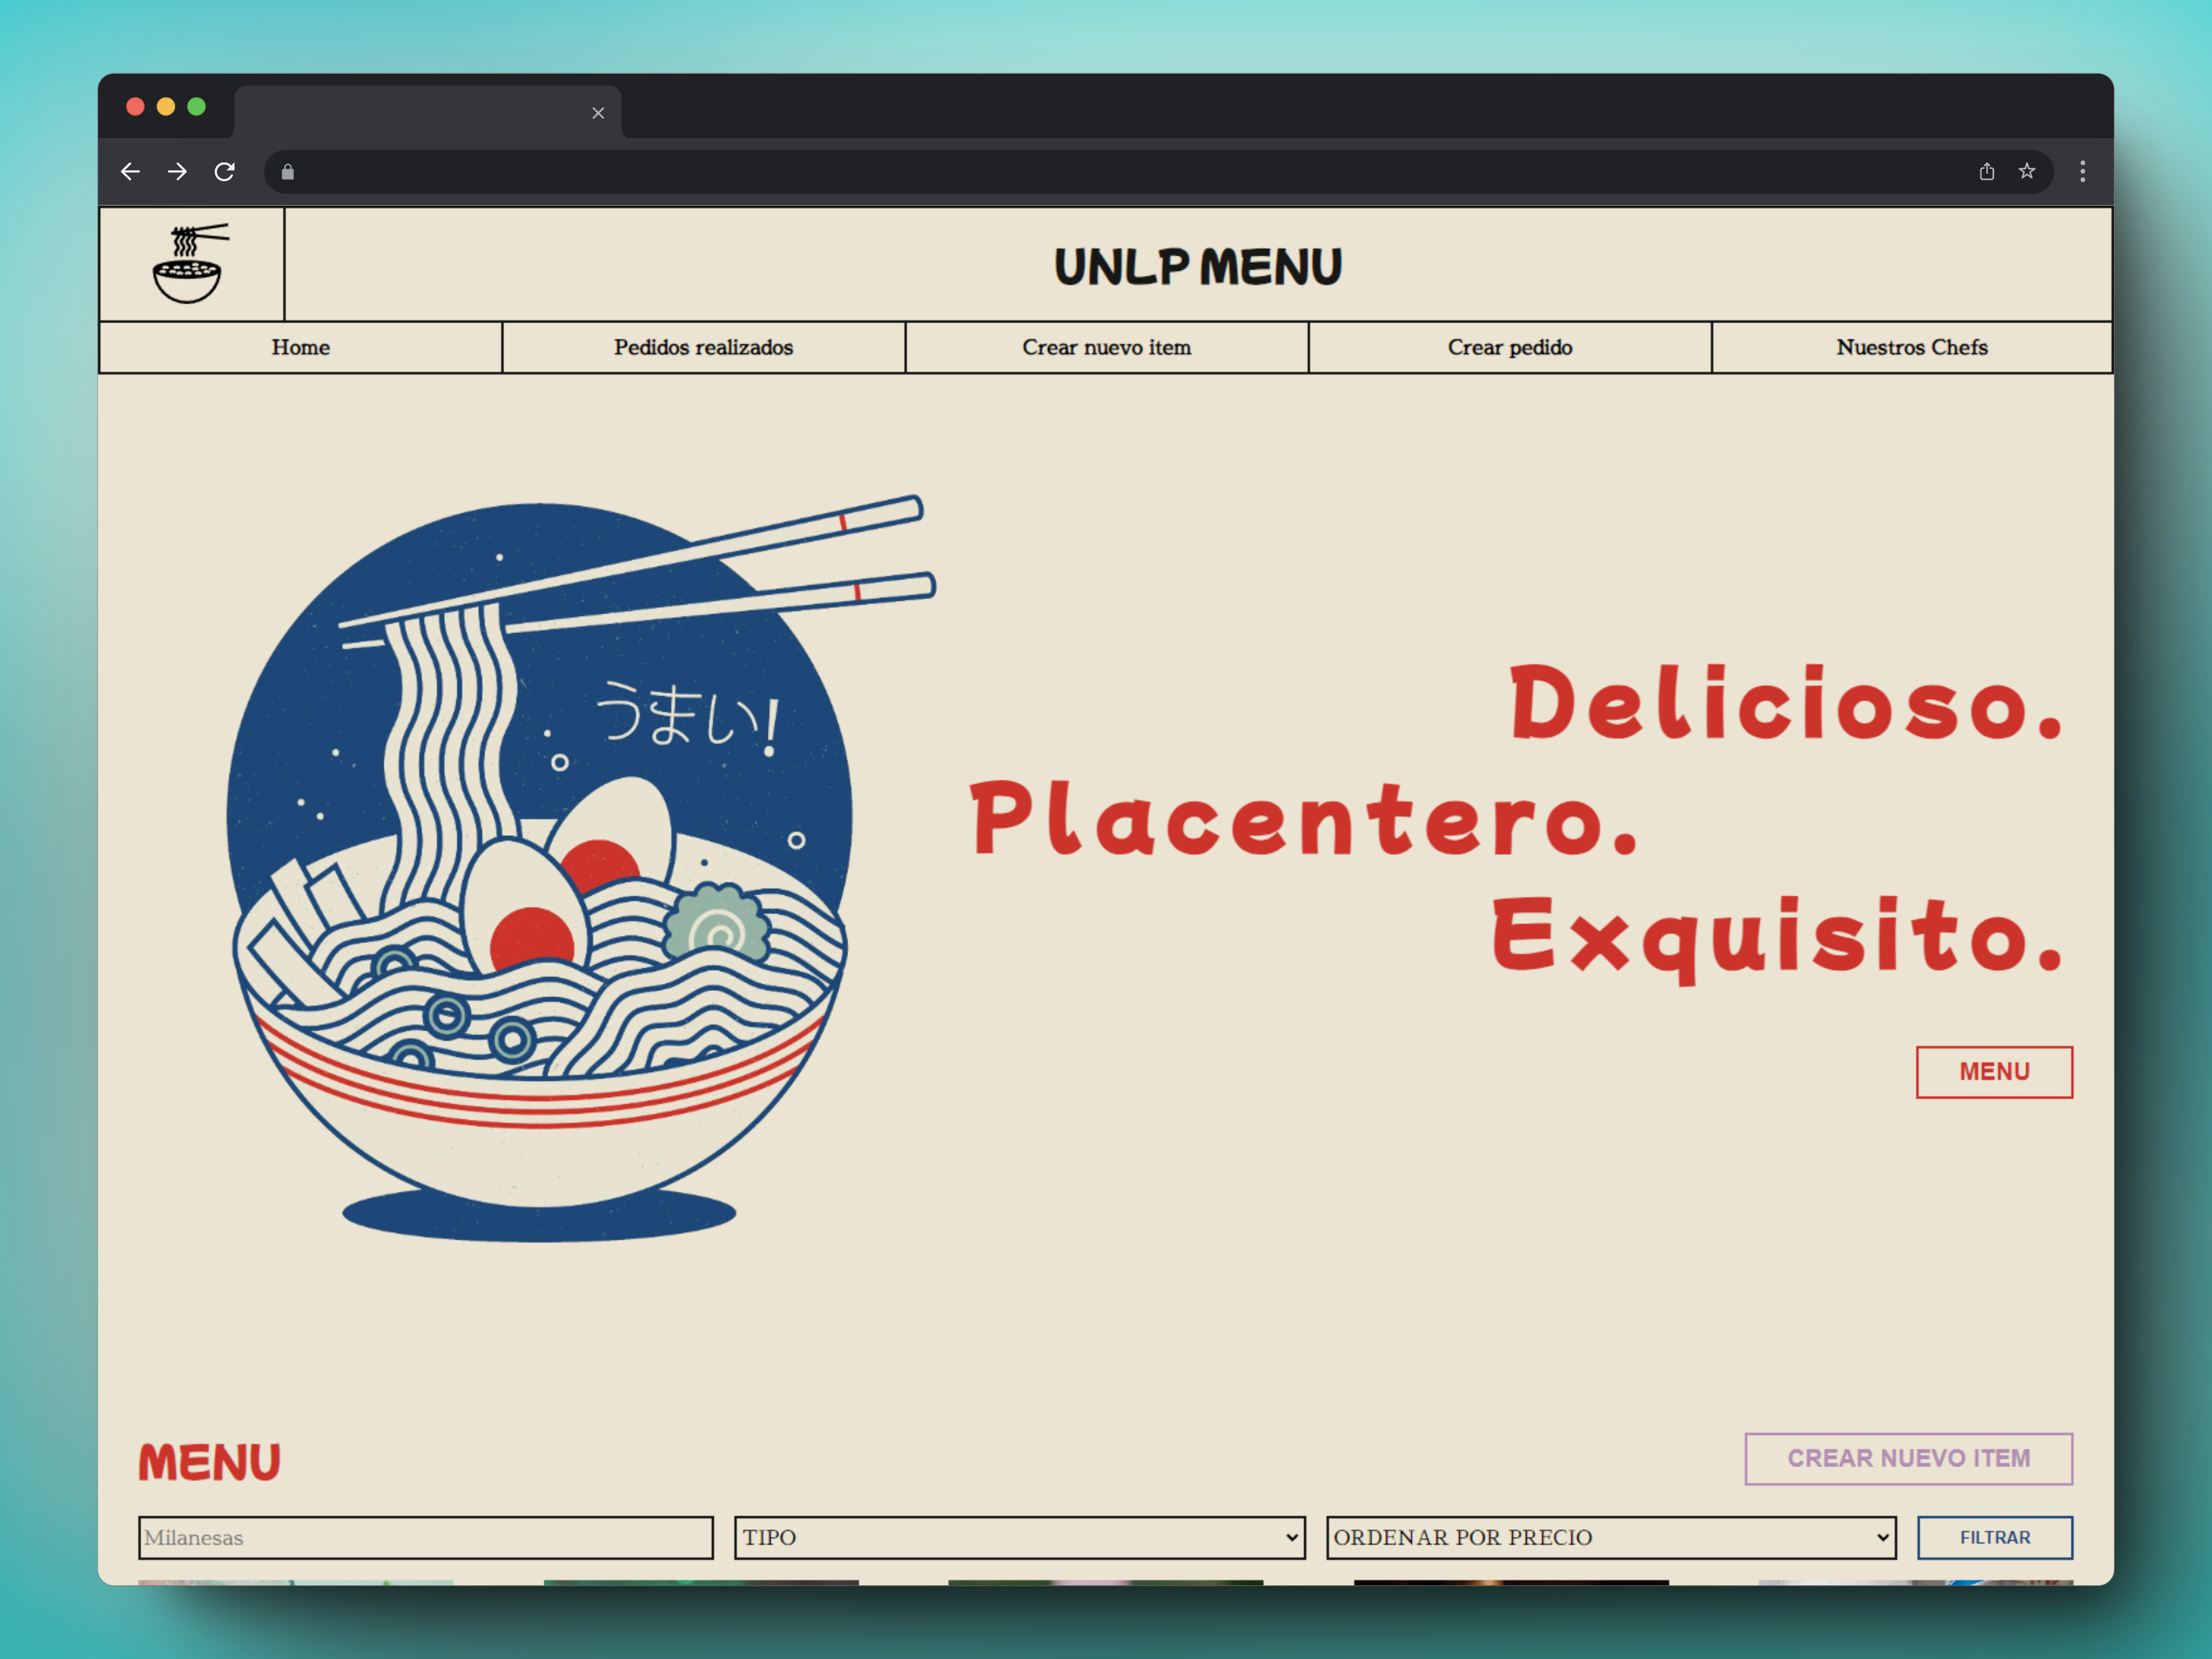 UNLP MENU
Home
Pedidos realizados
Crear nuevo item
Crear pedido
Nuestros Chefs
うまい!
Delicioso.
Placentero.
Exquisito.
MENU
MENU
CREAR NUEVO ITEM
Milanesas
TIPO
ORDENAR POR PRECIO
FILTRAR